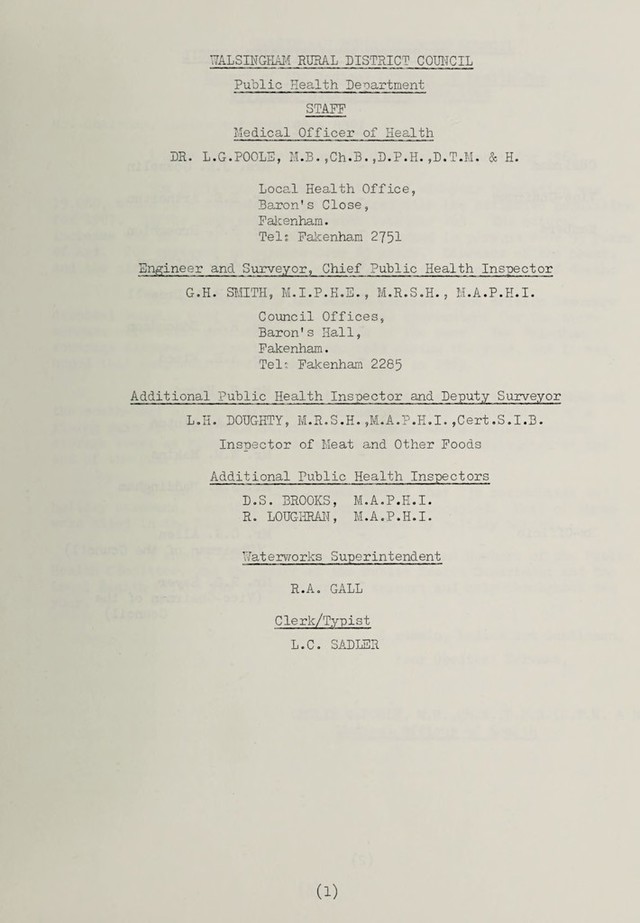 WALSINGHAM RURAL DISTRICT COUNCIL
Public Health Department
STAFF
Medical Officer of Health
DR. L.G.POOLE, M.B.,Ch.B.,D.P.H.,D.T.M. & H.
Local Health Office,
Baron's Close,
Fakenham.
Tel: Fakenham 2751
Engineer and Surveyor, Chief Public Health Inspector
G.H. SMITH, M.I.P.H.E., M.R.S.H., M.A.P.H.I.
Council Offices,
Baron's Hall,
Fakenham.
Tel: Fakenham 2285
Additional Public Health Inspector and Deputy Surveyor
L.H. DOUGHTY, M.R.S.H.,M.A.P.H.I.,Cert.S.I.B.
Inspector of Meat and Other Foods
Additional Public Health Inspectors
D.S. BROOKS, M.A.P.H.I.
R. LOUGHRAN, M.A.P.H.I.
Waterworks Superintendent
R.A. GALL
Clerk/Typist
L.C. SADLER
(1)